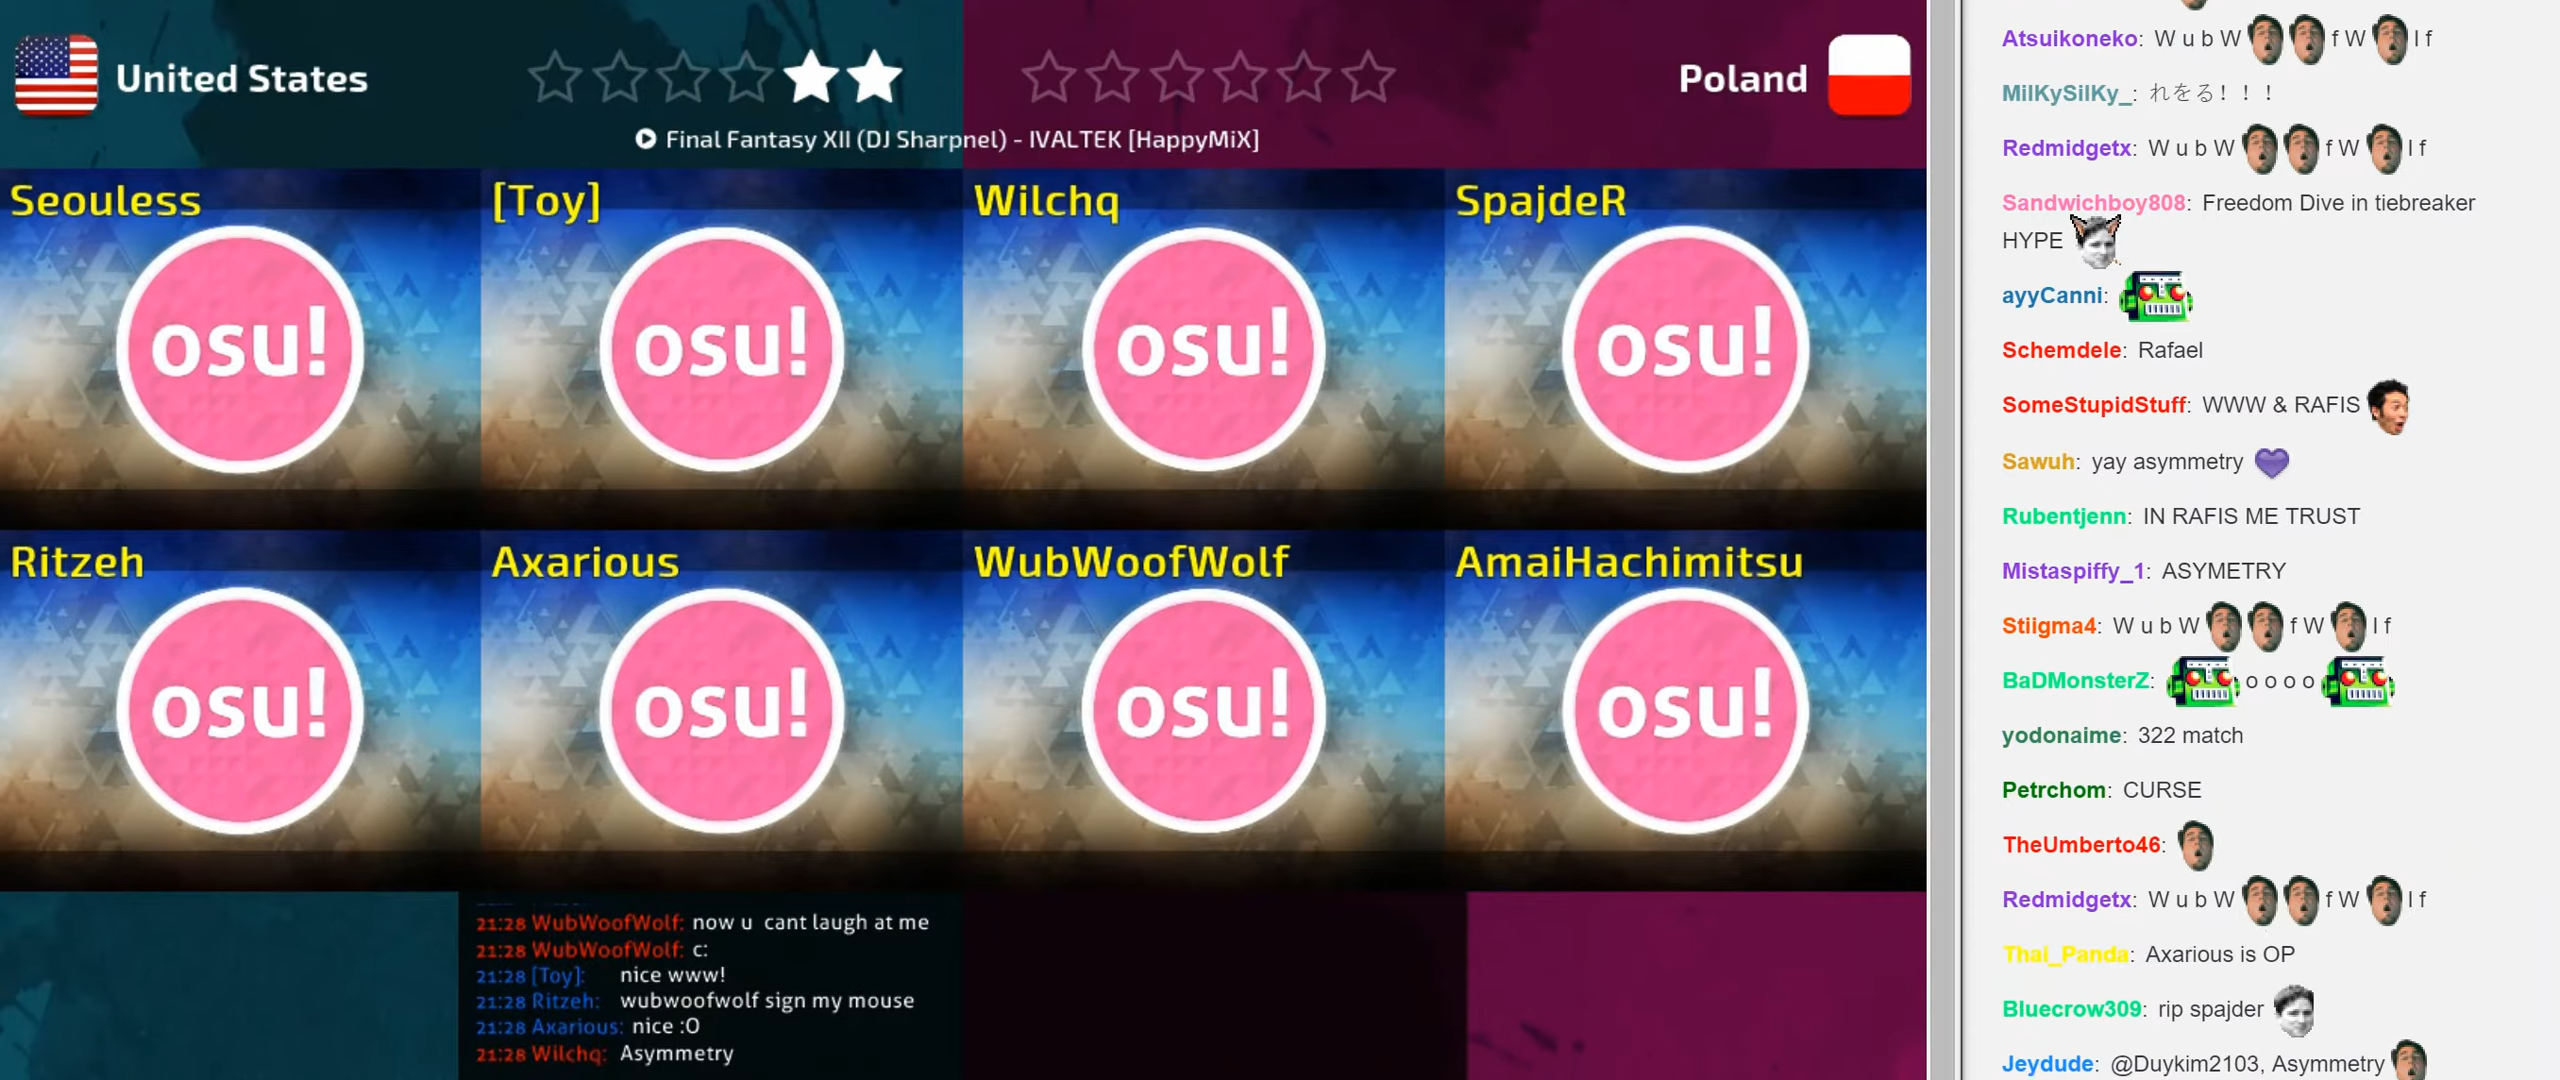 United States
Poland
Final Fantasy XII (DJ Sharpnel) - IVALTEK [HappyMiX]
Seouless
[Toy]
Wilchq
SpajdeR
osu!
osu!
osu!
osu!
Ritzeh
Axarious
WubWoofWolf
AmaiHachimitsu
osu!
osu!
osu!
osu!
21:28 WubWoofWolf: now u  cant laugh at me
21:28 WubWoofWolf: c:
21:28 [Toy]: nice www!
21:28 Ritzeh: wubwoofwolf sign my mouse
21:28 Axarious: nice :O
21:28 Wilchq: Asymmetry
Atsuikoneko: W u b W f W l f
MilKySilKy_: れをる！！！
Redmidgetx: W u b W f W l f
Sandwichboy808: Freedom Dive in tiebreaker
HYPE
ayyCanni:
Schemdele: Rafael
SomeStupidStuff: WWW & RAFIS
Sawuh: yay asymmetry
Rubentjenn: IN RAFIS ME TRUST
Mistaspiffy_1: ASYMETRY
Stiigma4: W u b W f W l f
BaDMonsterZ: o o o o
yodonaime: 322 match
Petrchom: CURSE
TheUmberto46:
Redmidgetx: W u b W f W l f
Thai_Panda: Axarious is OP
Bluecrow309: rip spajder
Jeydude: @Duykim2103, Asymmetry